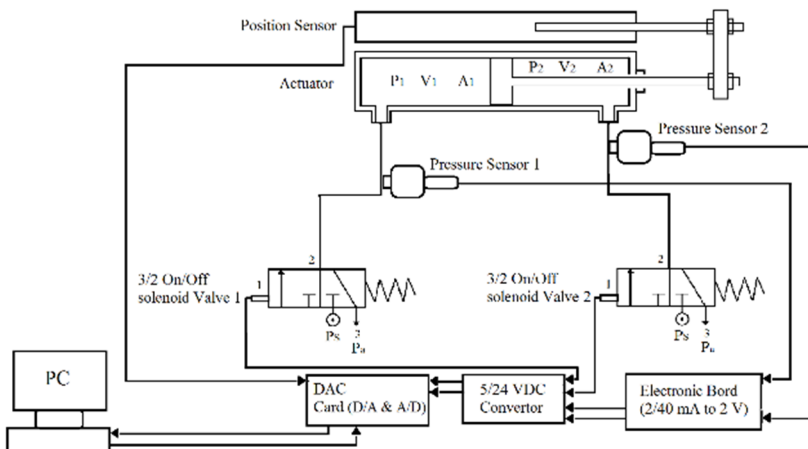 Position Sensor
Actuator
P1 V1 A1
P2 V2 A2
Pressure Sensor 2
Pressure Sensor 1
3/2 On/Off
solenoid Valve 1
1
2
Ps
3
Pa
3/2 On/Off
solenoid Valve 2
1
2
Ps
3
Pa
PC
DAC
Card (D/A & A/D)
5/24 VDC
Convertor
Electronic Bord
(2/40 mA to 2 V)